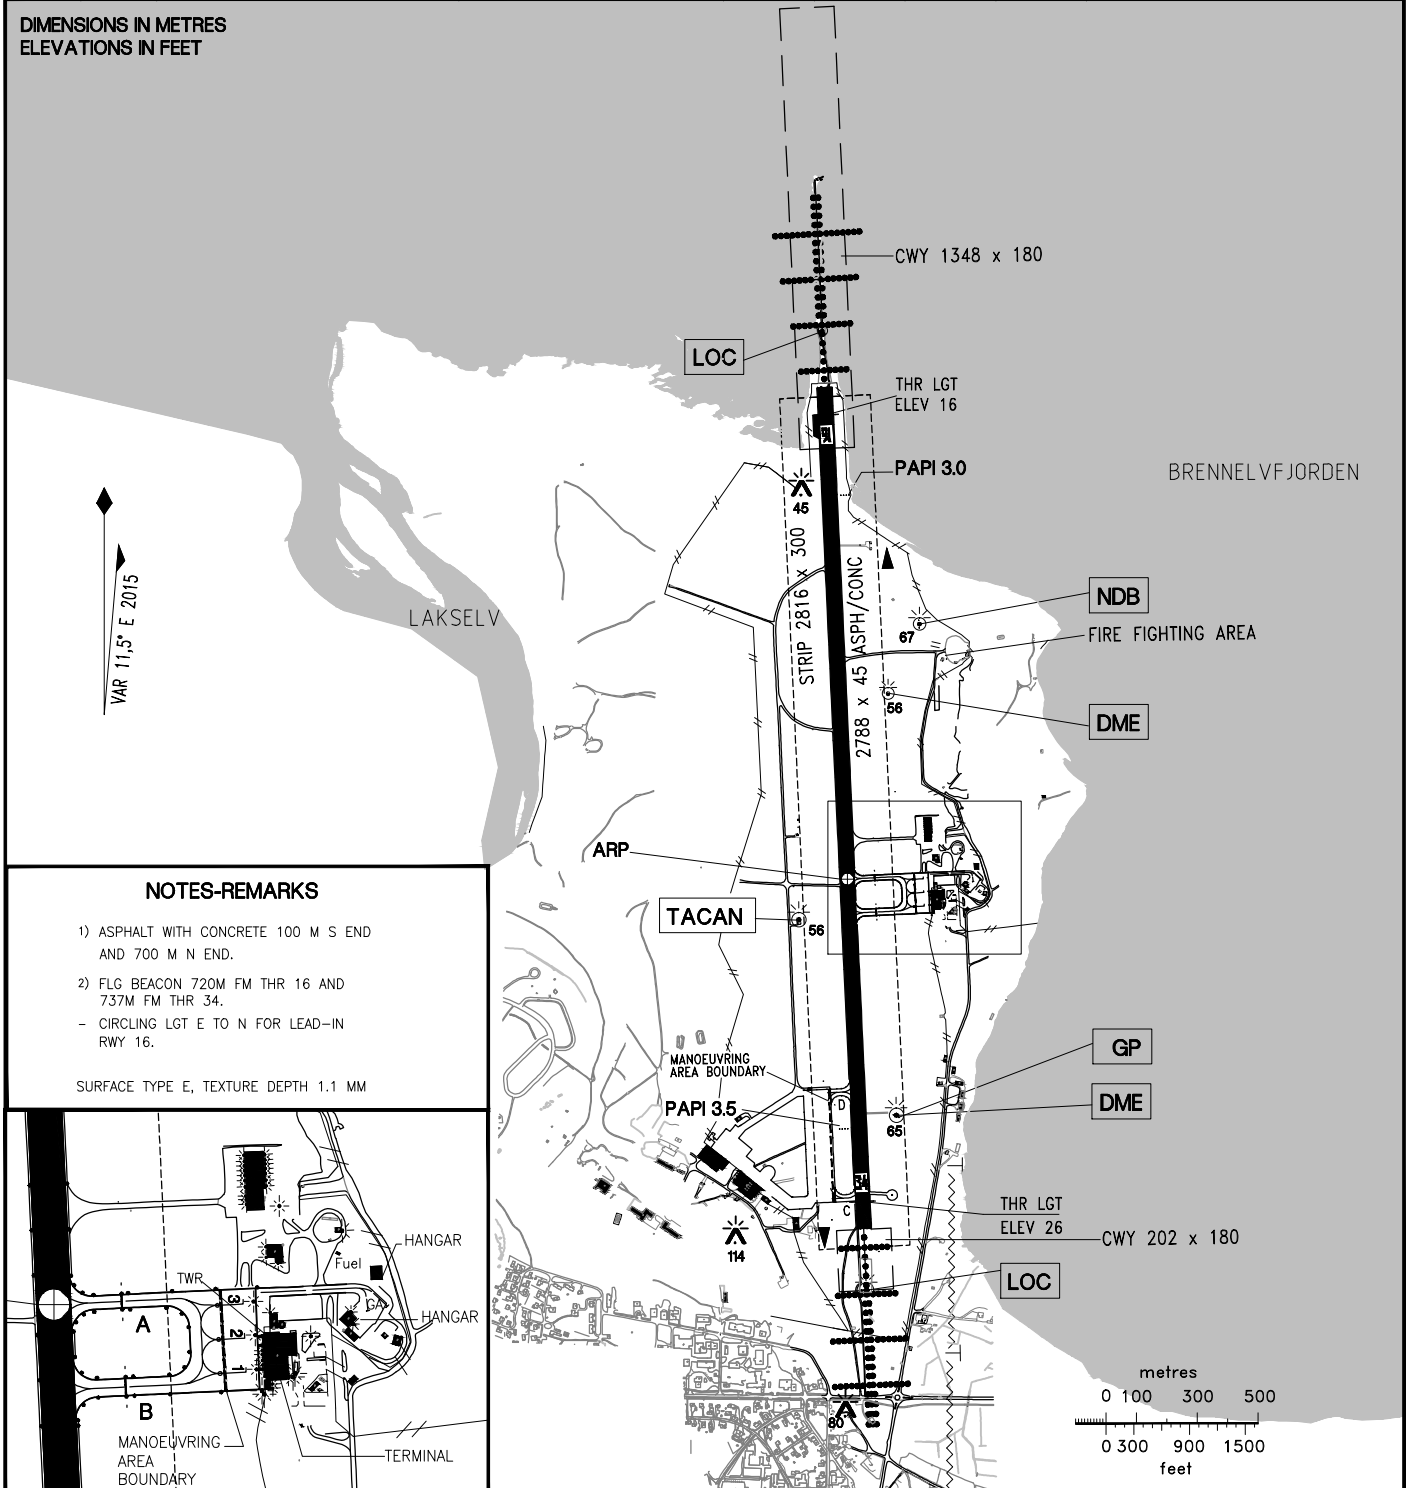 DIMENSIONS IN METRES
ELEVATIONS IN FEET
CWY 1348 x 180
LOC
THR LGT
ELEV 16
PAPI 3.0
BRENNELVFJORDEN
45
STRIP 2816 x 300
2788 x 45 ASPH/CONC
VAR 11,5° E 2015
LAKSELV
NDB
67
FIRE FIGHTING AREA
56
DME
ARP
TACAN
56
NOTES-REMARKS
1) ASPHALT WITH CONCRETE 100 M S END
AND 700 M N END.
2) FLG BEACON 720M FM THR 16 AND
737M FM THR 34.
- CIRCLING LGT E TO N FOR LEAD-IN
RWY 16.
SURFACE TYPE E, TEXTURE DEPTH 1.1 MM
MANOEUVRING
AREA BOUNDARY
GP
PAPI 3.5
D
DME
65
34
C
THR LGT
ELEV 26
CWY 202 x 180
114
LOC
80
metres
0 100 300 500
0 300 900 1500
feet
HANGAR
Fuel
TWR
GA
HANGAR
3
A
2
1
B
MANOEUVRING
AREA
BOUNDARY
TERMINAL